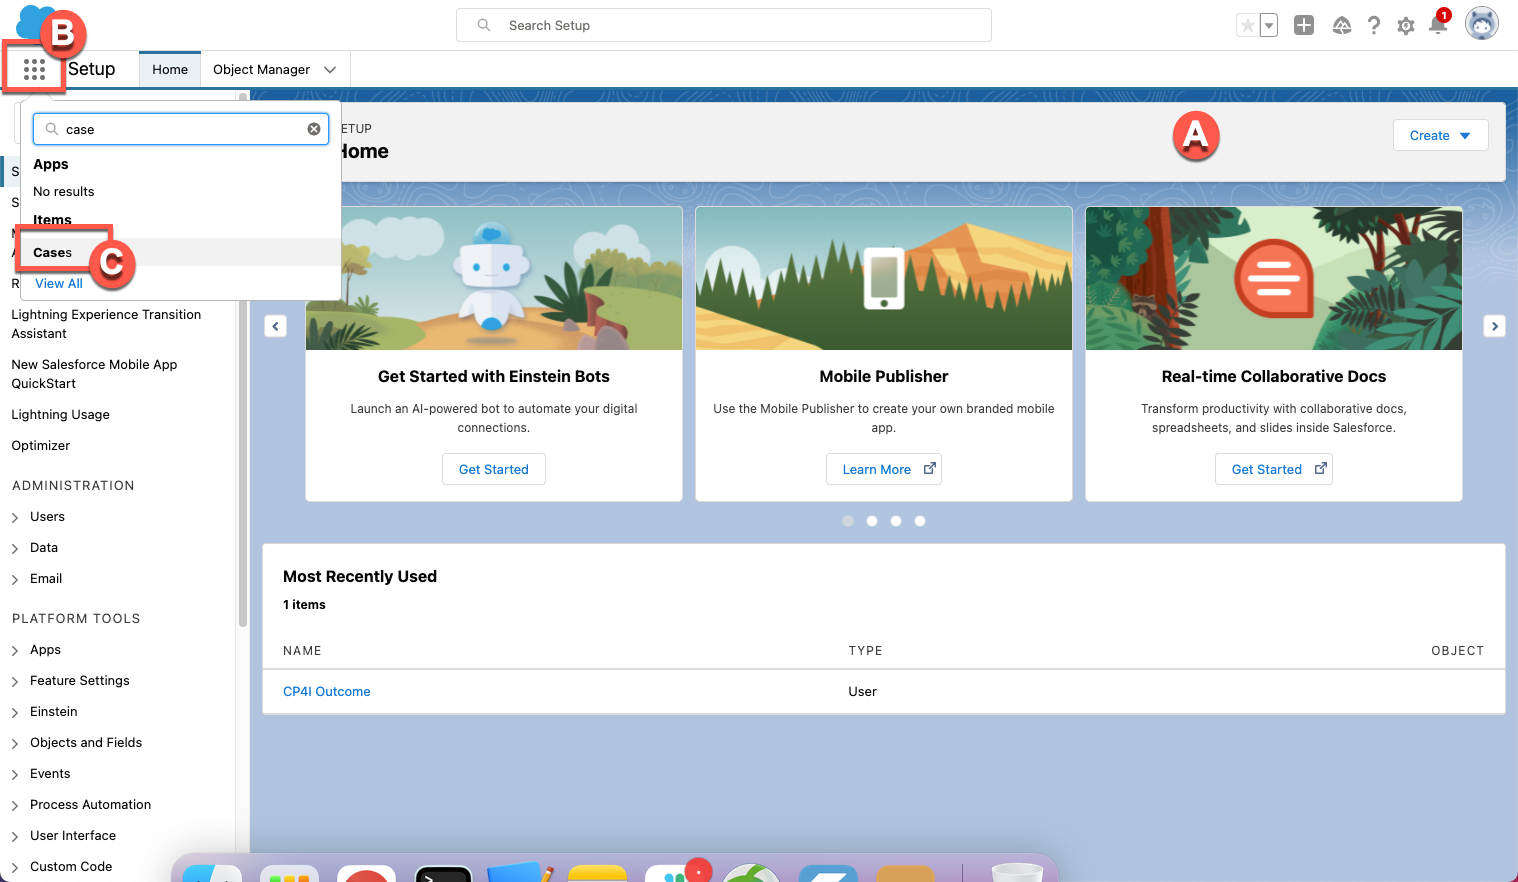 B
Search Setup
1
Setup
Home
Object Manager
case
Apps
No results
Items
Cases
C
View All
SETUP
Home
A
Create
Lightning Experience Transition
Assistant
New Salesforce Mobile App
QuickStart
Lightning Usage
Optimizer
ADMINISTRATION
Users
Data
Email
PLATFORM TOOLS
Apps
Feature Settings
Einstein
Objects and Fields
Events
Process Automation
User Interface
Custom Code
Get Started with Einstein Bots
Launch an AI-powered bot to automate your digital
connections.
Get Started
Mobile Publisher
Use the Mobile Publisher to create your own branded mobile
app.
Learn More
Real-time Collaborative Docs
Transform productivity with collaborative docs,
spreadsheets, and slides inside Salesforce.
Get Started
Most Recently Used
1 items
NAME TYPE OBJECT
CP4I Outcome User